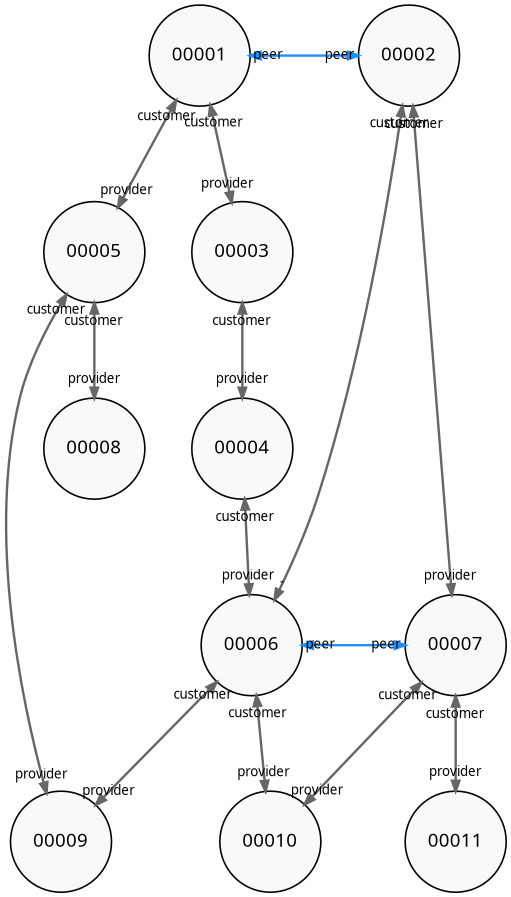 00001
peer
peer
00002
customer
customer
customer
customer
provider
provider
00005
00003
customer
customer
customer
provider
provider
00008
00004
customer
provider
-
provider
00006
peer
peer
00007
customer
customer
customer
customer
provider
provider
provider
provider
provider
00009
00010
00011